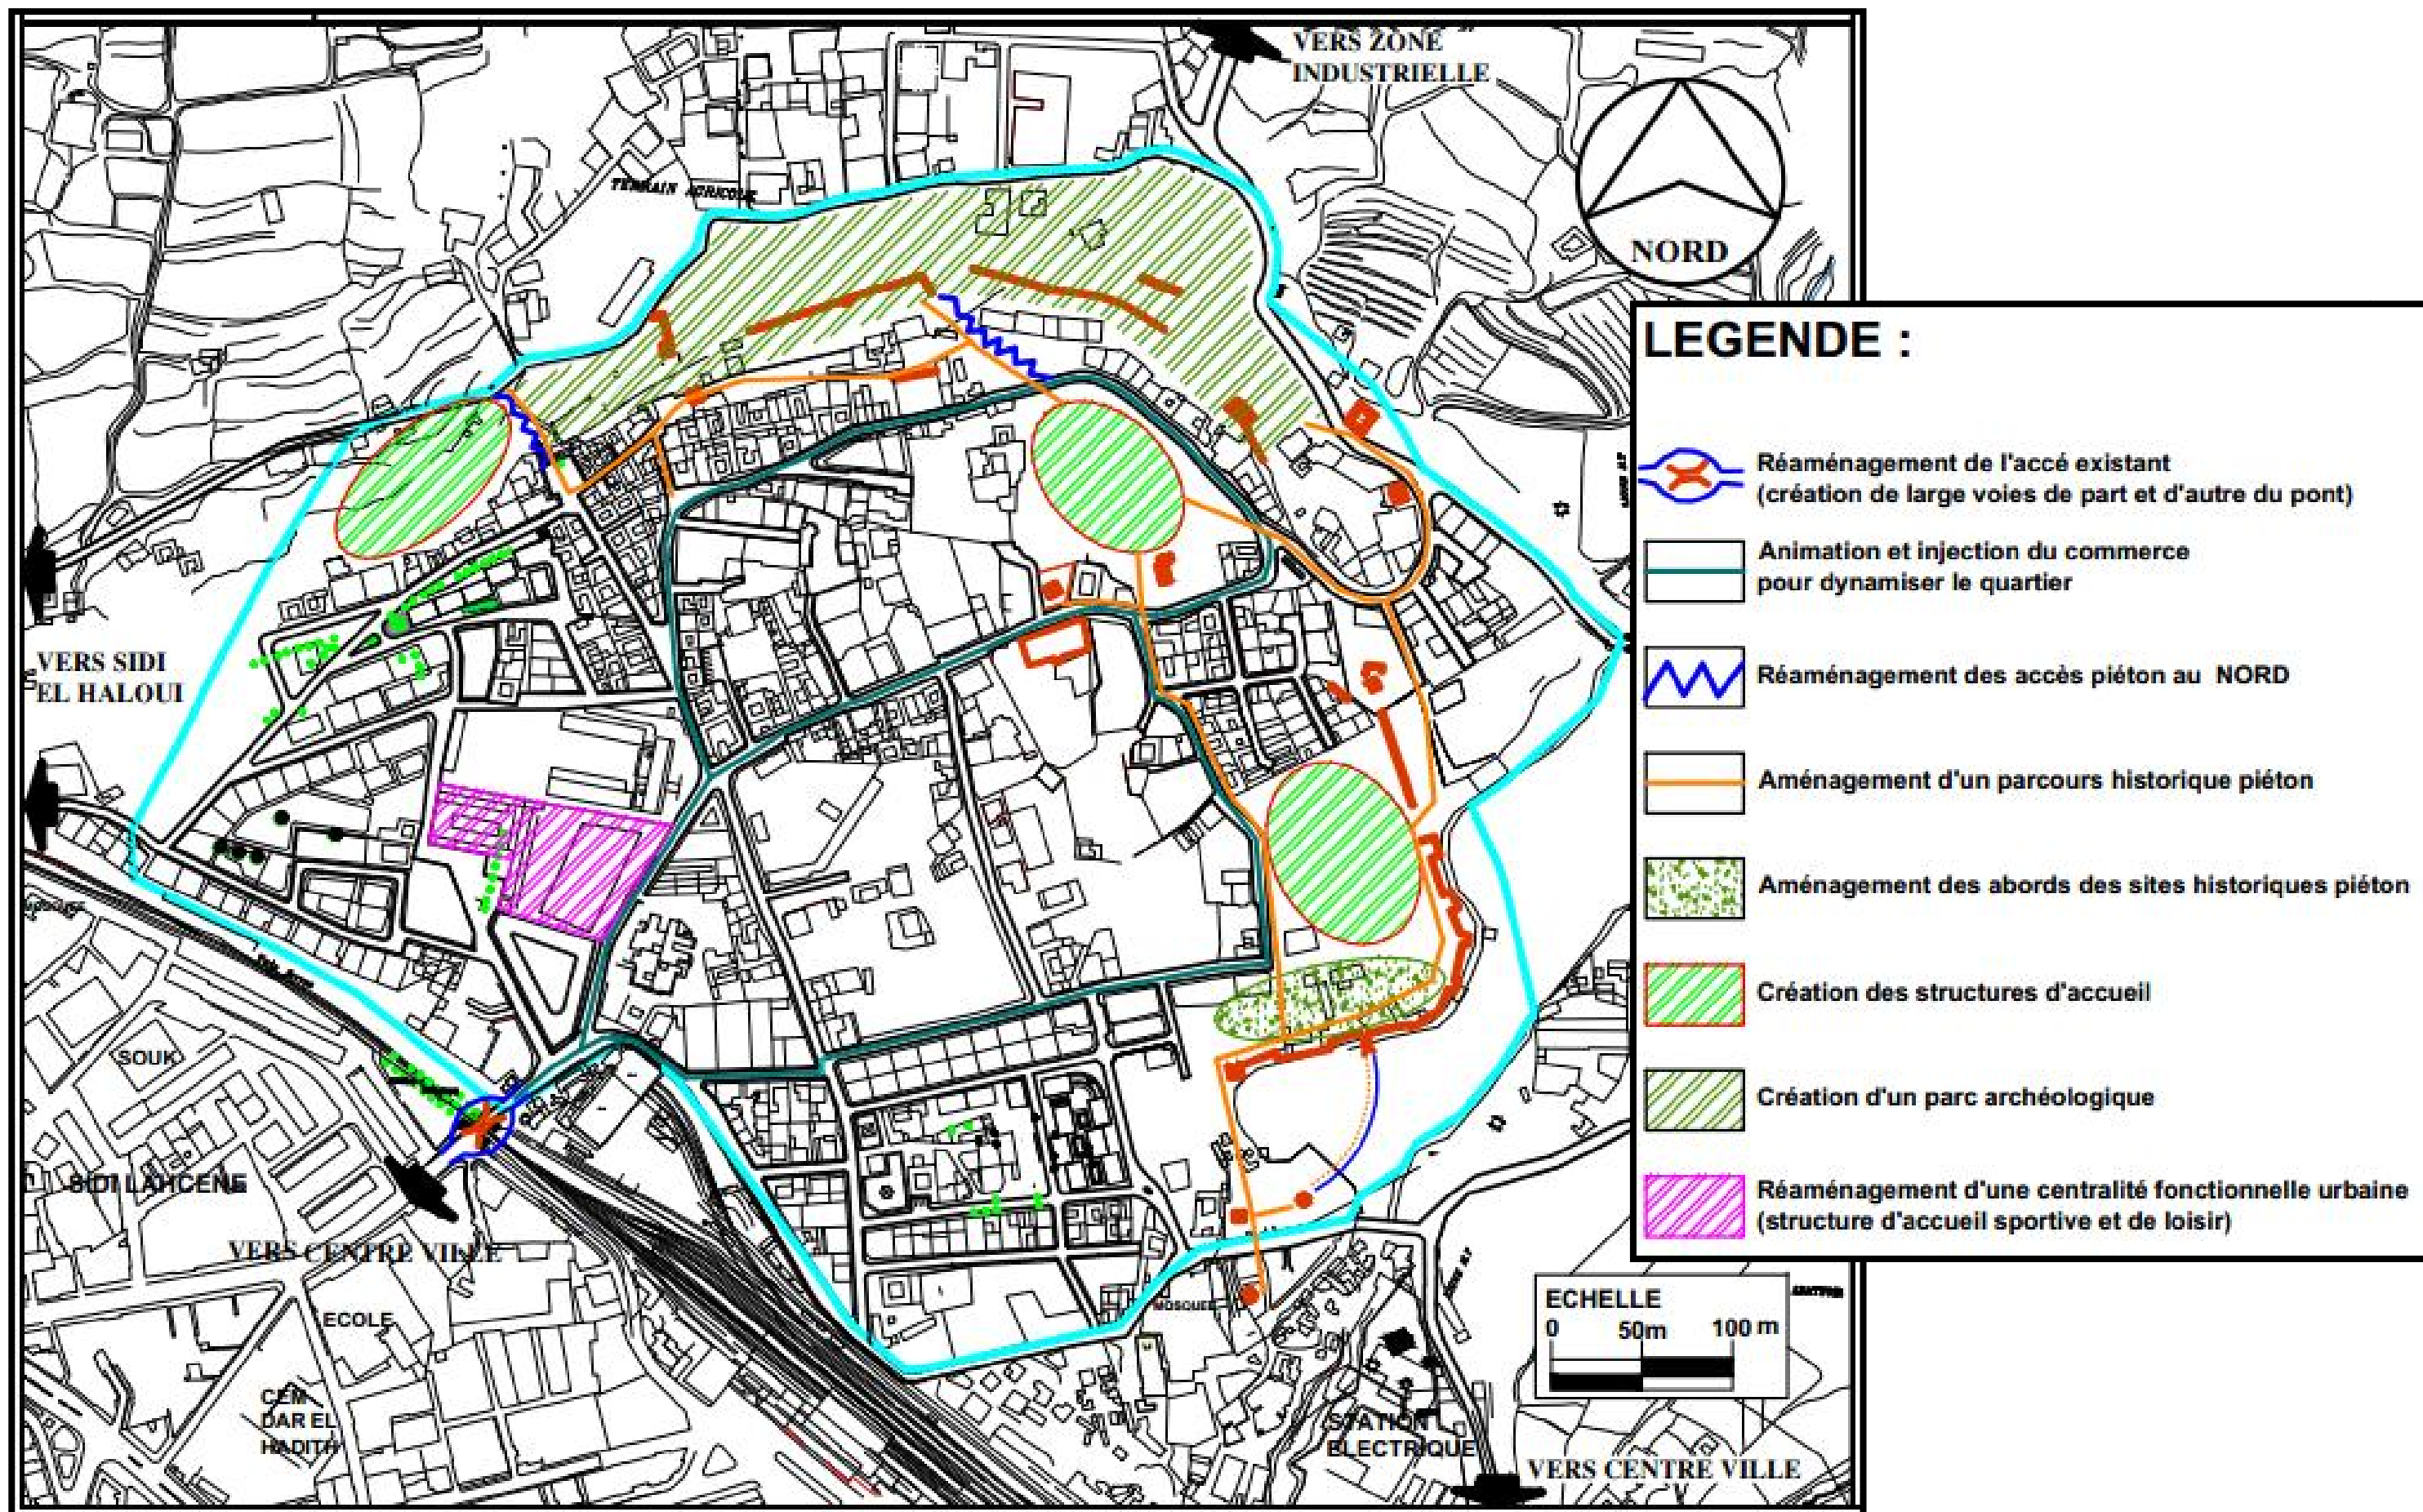 VERS ZONE
INDUSTRIELLE
NORD
TERRAIN AGRICOLE
VERS SIDI
EL HALOUI
SOUK
SIDI LAHCENE
VERS CENTRE VILLE
ECOLE
CEM
DAR EL
HADITH
MOSQUEE
STATION
ELECTRIQUE
VERS CENTRE VILLE
LEGENDE :
Réaménagement de l'accé existant
(création de large voies de part et d'autre du pont)
Animation et injection du commerce
pour dynamiser le quartier
Réaménagement des accès piéton au NORD
Aménagement d'un parcours historique piéton
Aménagement des abords des sites historiques piéton
Création des structures d'accueil
Création d'un parc archéologique
Réaménagement d'une centralité fonctionnelle urbaine
(structure d'accueil sportive et de loisir)
ECHELLE
0 50m 100 m